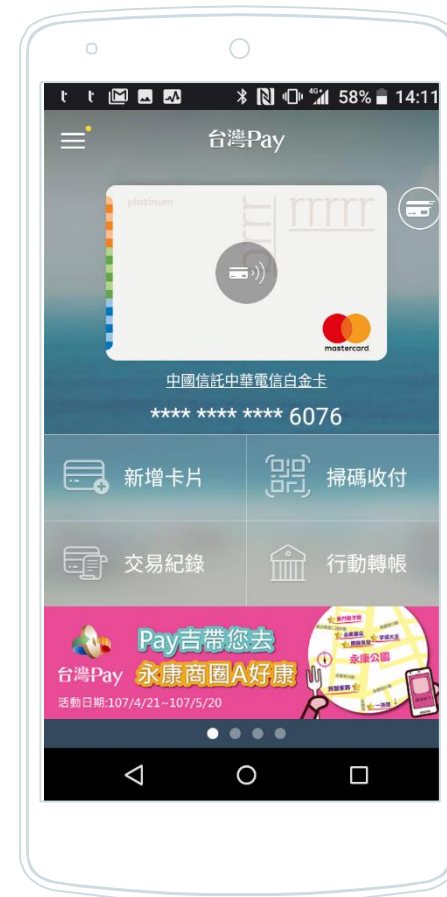 58% 14:11
台灣Pay
platinum
mastercard.
中國信託中華電信白金卡
**** **** **** 6076
新增卡片
掃碼收付
交易紀錄
行動轉帳
Pay吉帶您去
永康商圈A好康
台灣Pay
活動日期:107/4/21~107/5/20
永康公園